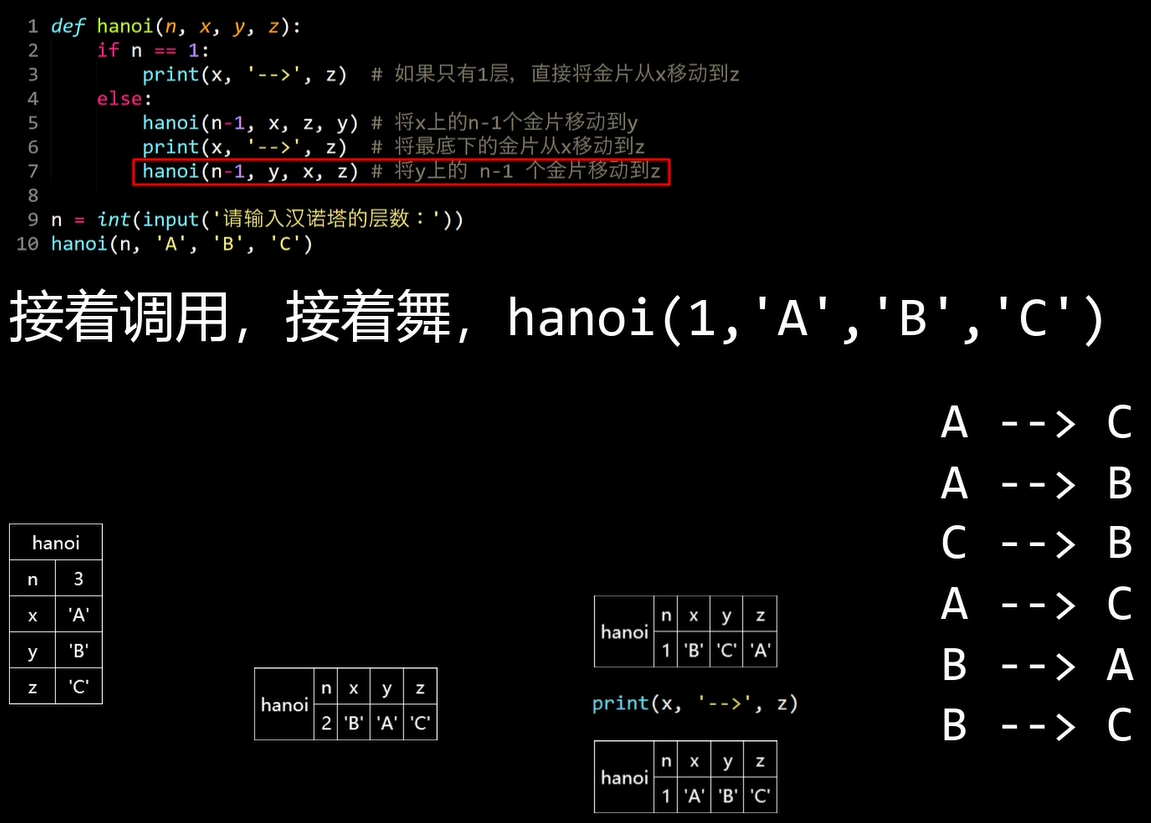 1 def hanoi(n, x, y, z):
2 if n == 1:
3 print(x, '-->', z) # 如果只有1层，直接将金片从x移动到z
4 else:
5 hanoi(n-1, x, z, y) # 将x上的n-1个金片移动到y
6 print(x, '-->', z) # 将最底下的金片从x移动到z
7 hanoi(n-1, y, x, z) # 将y上的 n-1 个金片移动到z
8
9 n = int(input('请输入汉诺塔的层数：'))
10 hanoi(n, 'A', 'B', 'C')
接着调用，接着舞，hanoi(1,'A','B','C')
hanoi
n 3
x 'A'
y 'B'
z 'C'
hanoi
n x y z
2 'B' 'A' 'C'
hanoi
n x y z
1 'B' 'C' 'A'
print(x, '-->', z)
hanoi
n x y z
1 'A' 'B' 'C'
A --> C
A --> B
C --> B
A --> C
B --> A
B --> C